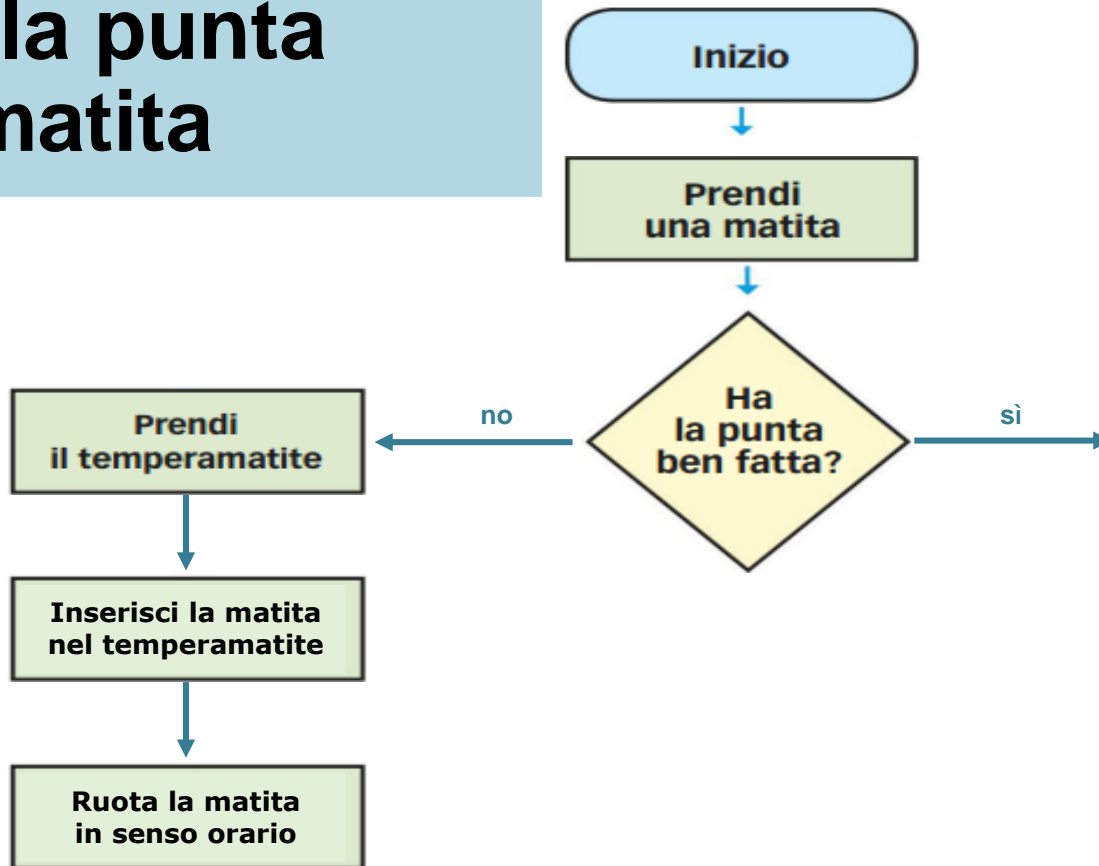 la punta
matita
Inizio
Prendi
una matita
Ha
la punta
ben fatta?
no
sì
Prendi
il temperamatite
Inserisci la matita
nel temperamatite
Ruota la matita
in senso orario